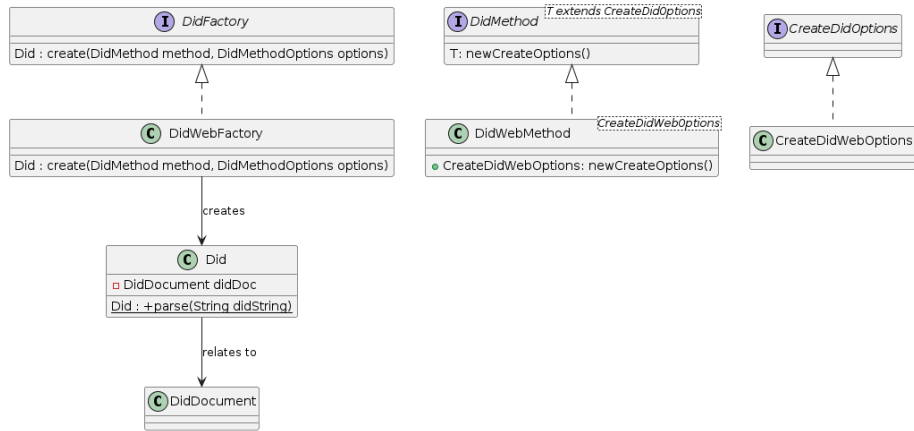 I DidFactory
Did : create(DidMethod method, DidMethodOptions options)
I DidMethod
T extends CreateDidOptions
T: newCreateOptions()
I CreateDidOptions
C DidWebFactory
Did : create(DidMethod method, DidMethodOptions options)
C DidWebMethod
CreateDidWebOptions
CreateDidWebOptions: newCreateOptions()
C CreateDidWebOptions
creates
C Did
DidDocument didDoc
Did : +parse(String didString)
relates to
C DidDocument